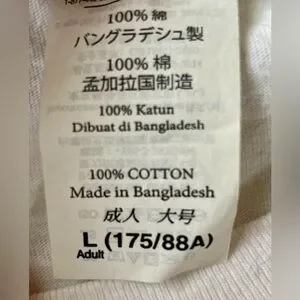 100% 綿
バングラデシュ製
100% 棉
孟加拉国制造
100% Katun
Dibuat di Bangladesh
100% COTTON
Made in Bangladesh
成人 大号
L (175/88A)
Adult